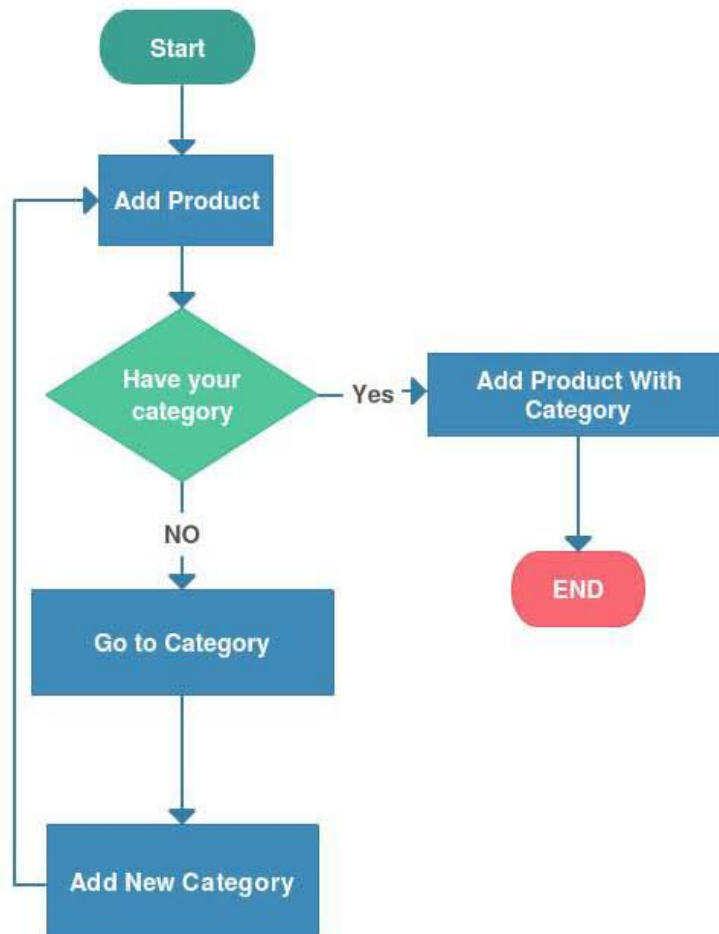 Start
Add Product
Have your
category
Yes
Add Product With
Category
NO
END
Go to Category
Add New Category